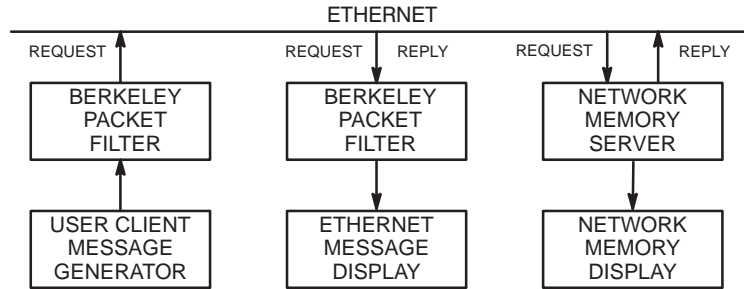 ETHERNET
REQUEST
REQUEST REPLY
REQUEST REPLY
BERKELEY
PACKET
FILTER
BERKELEY
PACKET
FILTER
NETWORK
MEMORY
SERVER
USER CLIENT
MESSAGE
GENERATOR
ETHERNET
MESSAGE
DISPLAY
NETWORK
MEMORY
DISPLAY